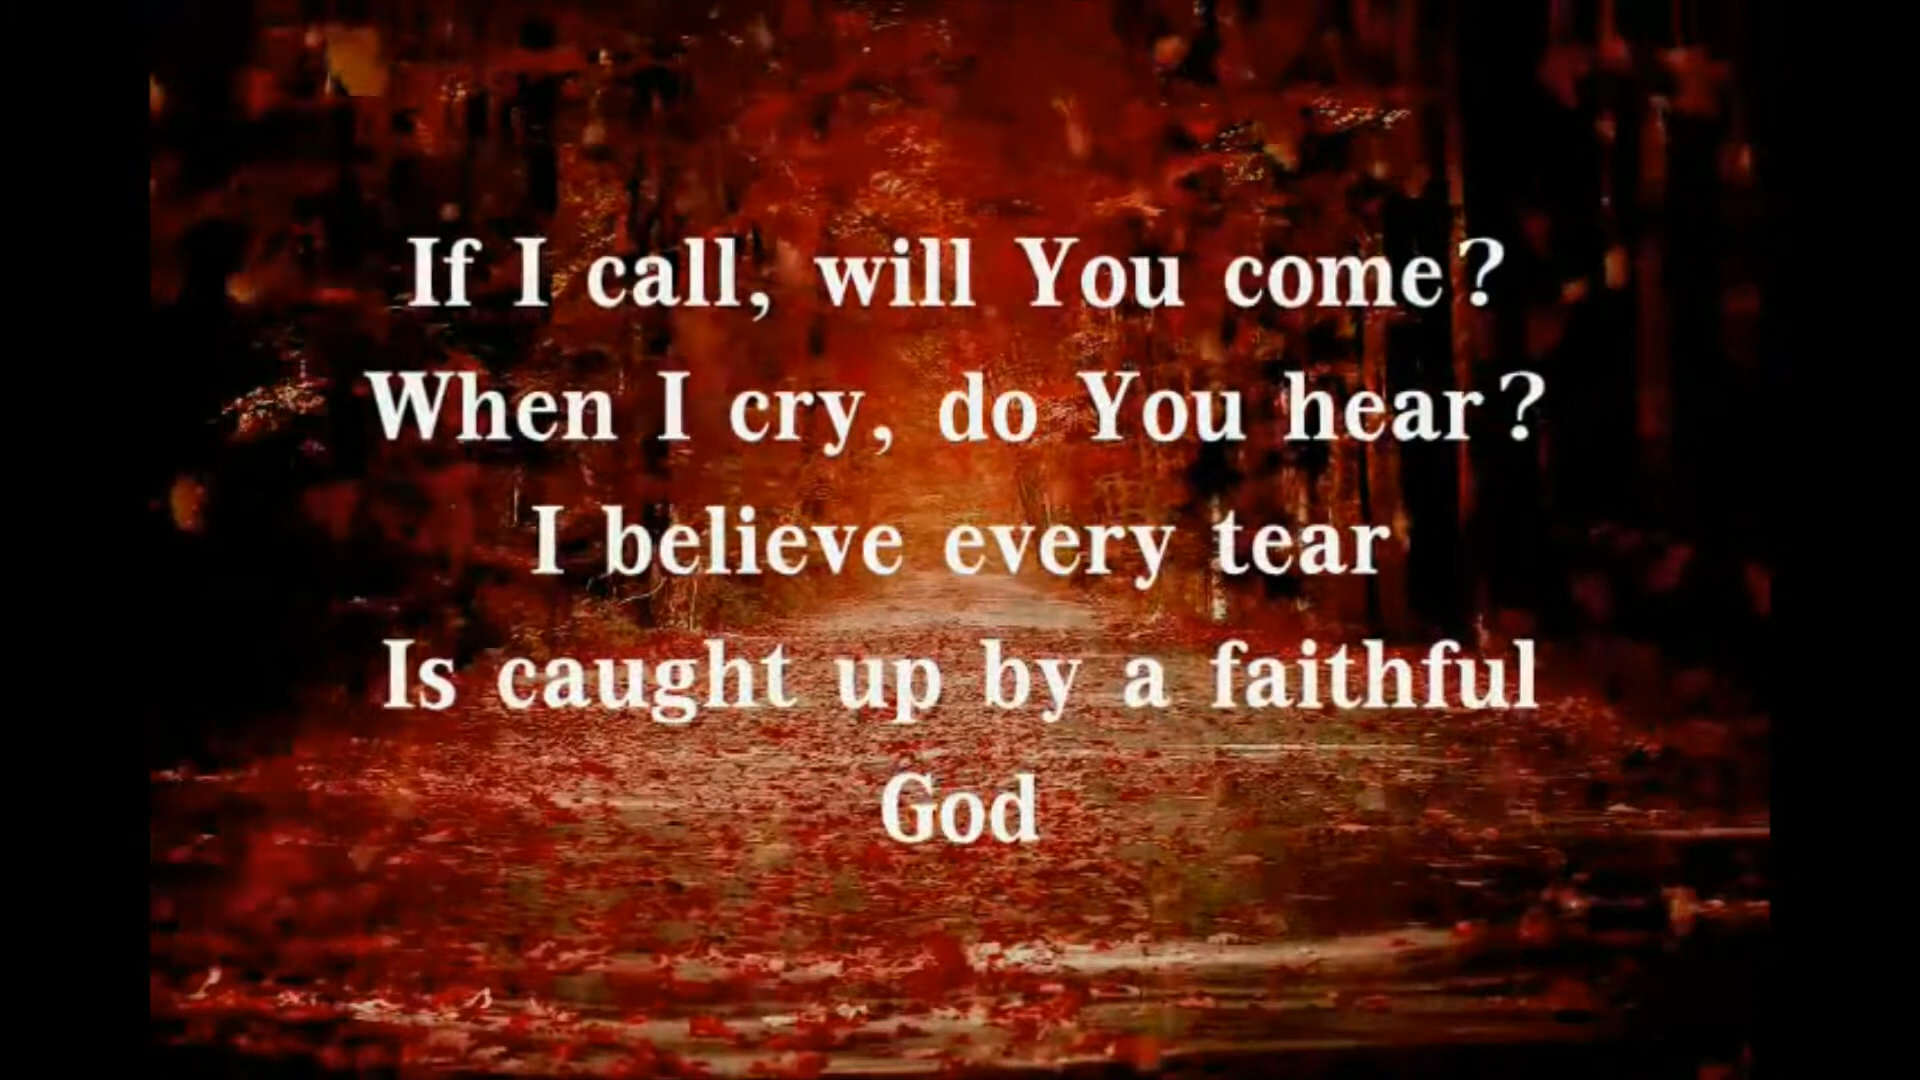 If I call, will You come?
When I cry, do You hear?
I believe every tear
Is caught up by a faithful
God